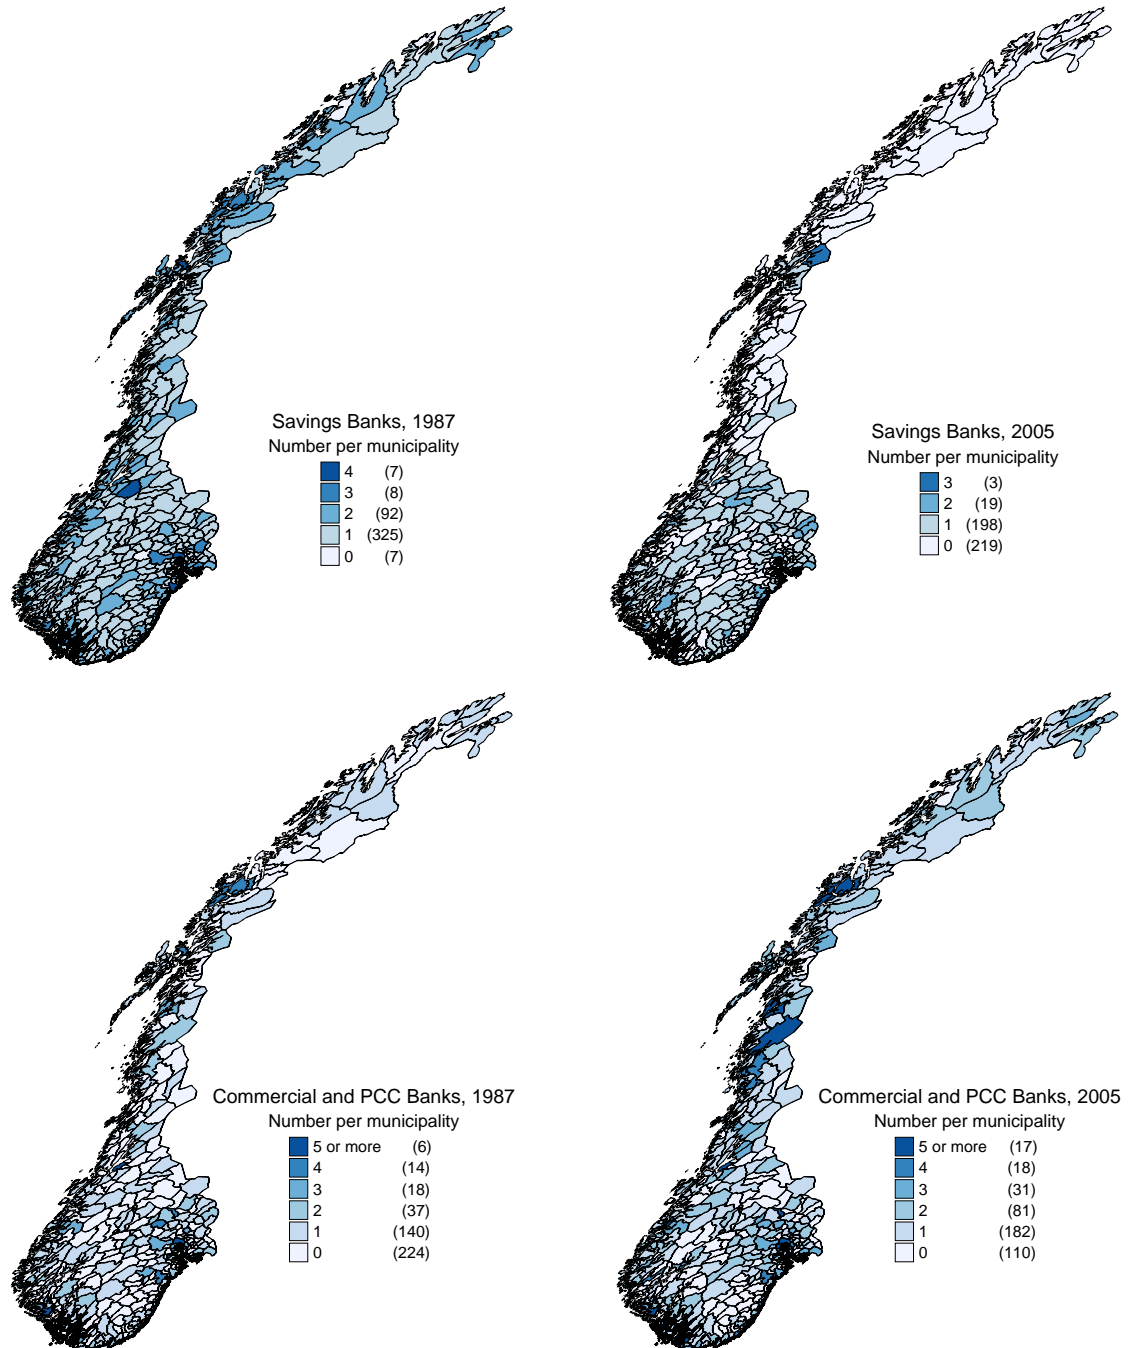 Savings Banks, 1987
Number per municipality
4 (7)
3 (8)
2 (92)
1 (325)
0 (7)
Savings Banks, 2005
Number per municipality
3 (3)
2 (19)
1 (198)
0 (219)
Commercial and PCC Banks, 1987
Number per municipality
5 or more (6)
4 (14)
3 (18)
2 (37)
1 (140)
0 (224)
Commercial and PCC Banks, 2005
Number per municipality
5 or more (17)
4 (18)
3 (31)
2 (81)
1 (182)
0 (110)